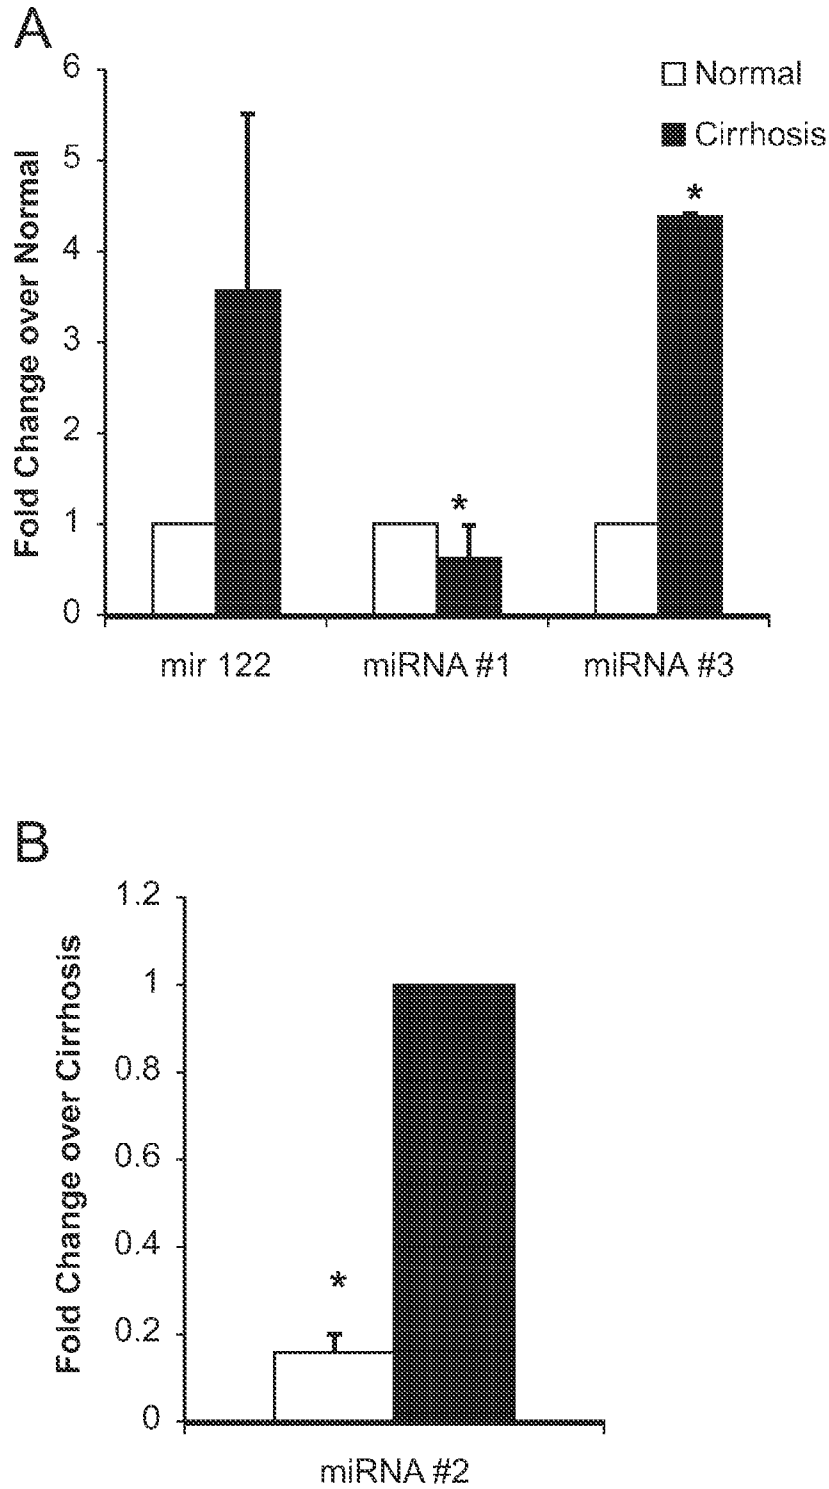 A
Normal
Cirrhosis
Fold Change over Normal
6
5
4
3
2
1
0
*
*
mir 122
miRNA #1
miRNA #3
B
Fold Change over Cirrhosis
1.2
1
0.8
0.6
0.4
0.2
0
*
miRNA #2